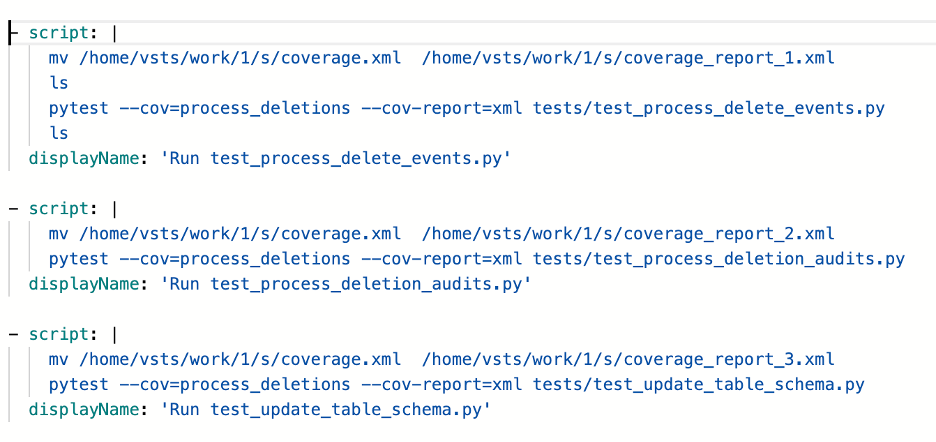 - script: |
mv /home/vsts/work/1/s/coverage.xml  /home/vsts/work/1/s/coverage_report_1.xml
ls
pytest --cov=process_deletions --cov-report=xml tests/test_process_delete_events.py
ls
displayName: 'Run test_process_delete_events.py'
- script: |
mv /home/vsts/work/1/s/coverage.xml  /home/vsts/work/1/s/coverage_report_2.xml
pytest --cov=process_deletions --cov-report=xml tests/test_process_deletion_audits.py
displayName: 'Run test_process_deletion_audits.py'
- script: |
mv /home/vsts/work/1/s/coverage.xml  /home/vsts/work/1/s/coverage_report_3.xml
pytest --cov=process_deletions --cov-report=xml tests/test_update_table_schema.py
displayName: 'Run test_update_table_schema.py'